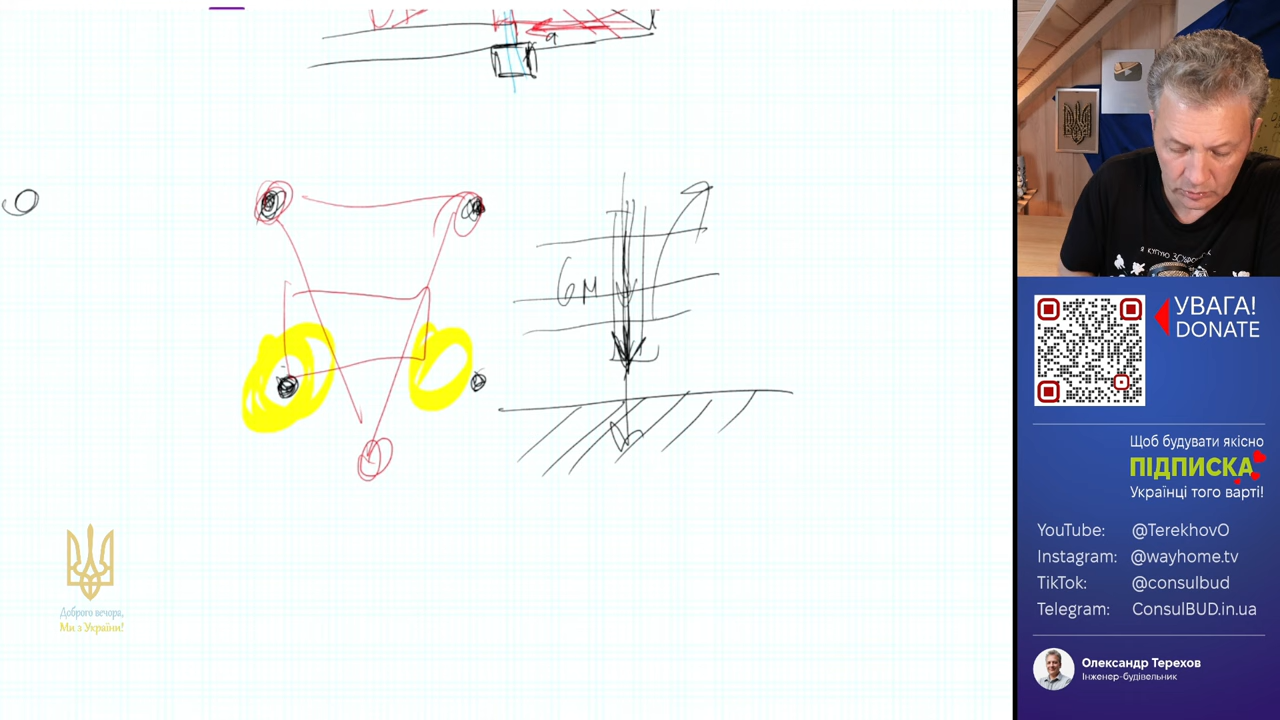 6м
Доброго вечора,
Ми з України!
Я КУПУЮ
УВАГА!
DONATE
Щоб будувати якісно
ПІДПИСКА
Українці того варті!
YouTube: @TerekhovO
Instagram: @wayhome.tv
TikTok: @consulbud
Telegram: ConsulBUD.in.ua
Олександр Терехов
Інженер-будівельник